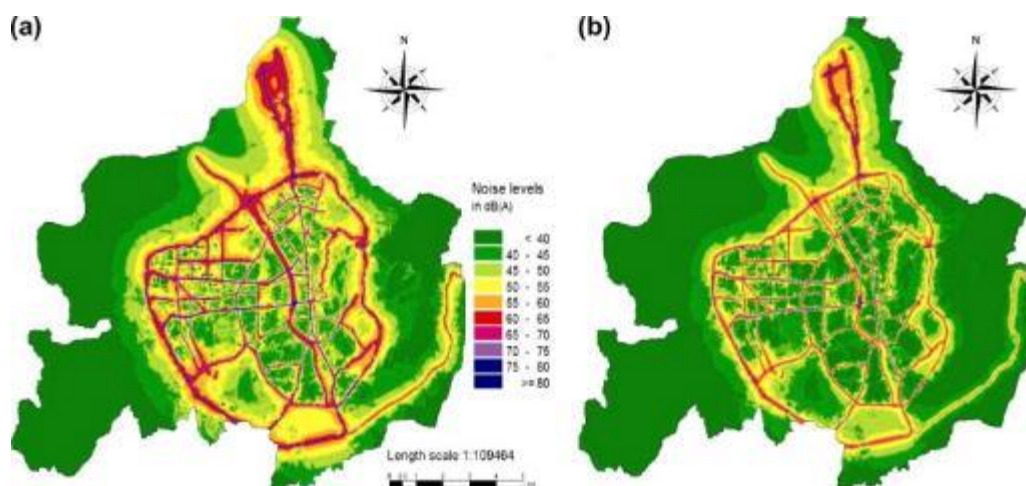 (a)
(b)
N
N
Noise levels
in dB(A)
< 40
40 - 45
45 - 50
50 - 55
55 - 60
60 - 65
65 - 70
70 - 75
75 - 80
>= 80
Length scale 1:109464